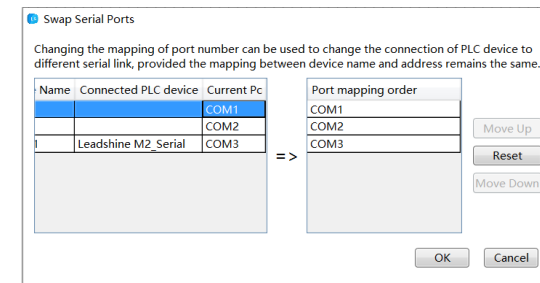 Swap Serial Ports
Changing the mapping of port number can be used to change the connection of PLC device to
different serial link, provided the mapping between device name and address remains the same.
Name Connected PLC device Current Pc Port mapping order
COM1 COM1
COM2 COM2
Leadshine M2_Serial COM3 COM3
=>
Move Up
Reset
Move Down
OK Cancel